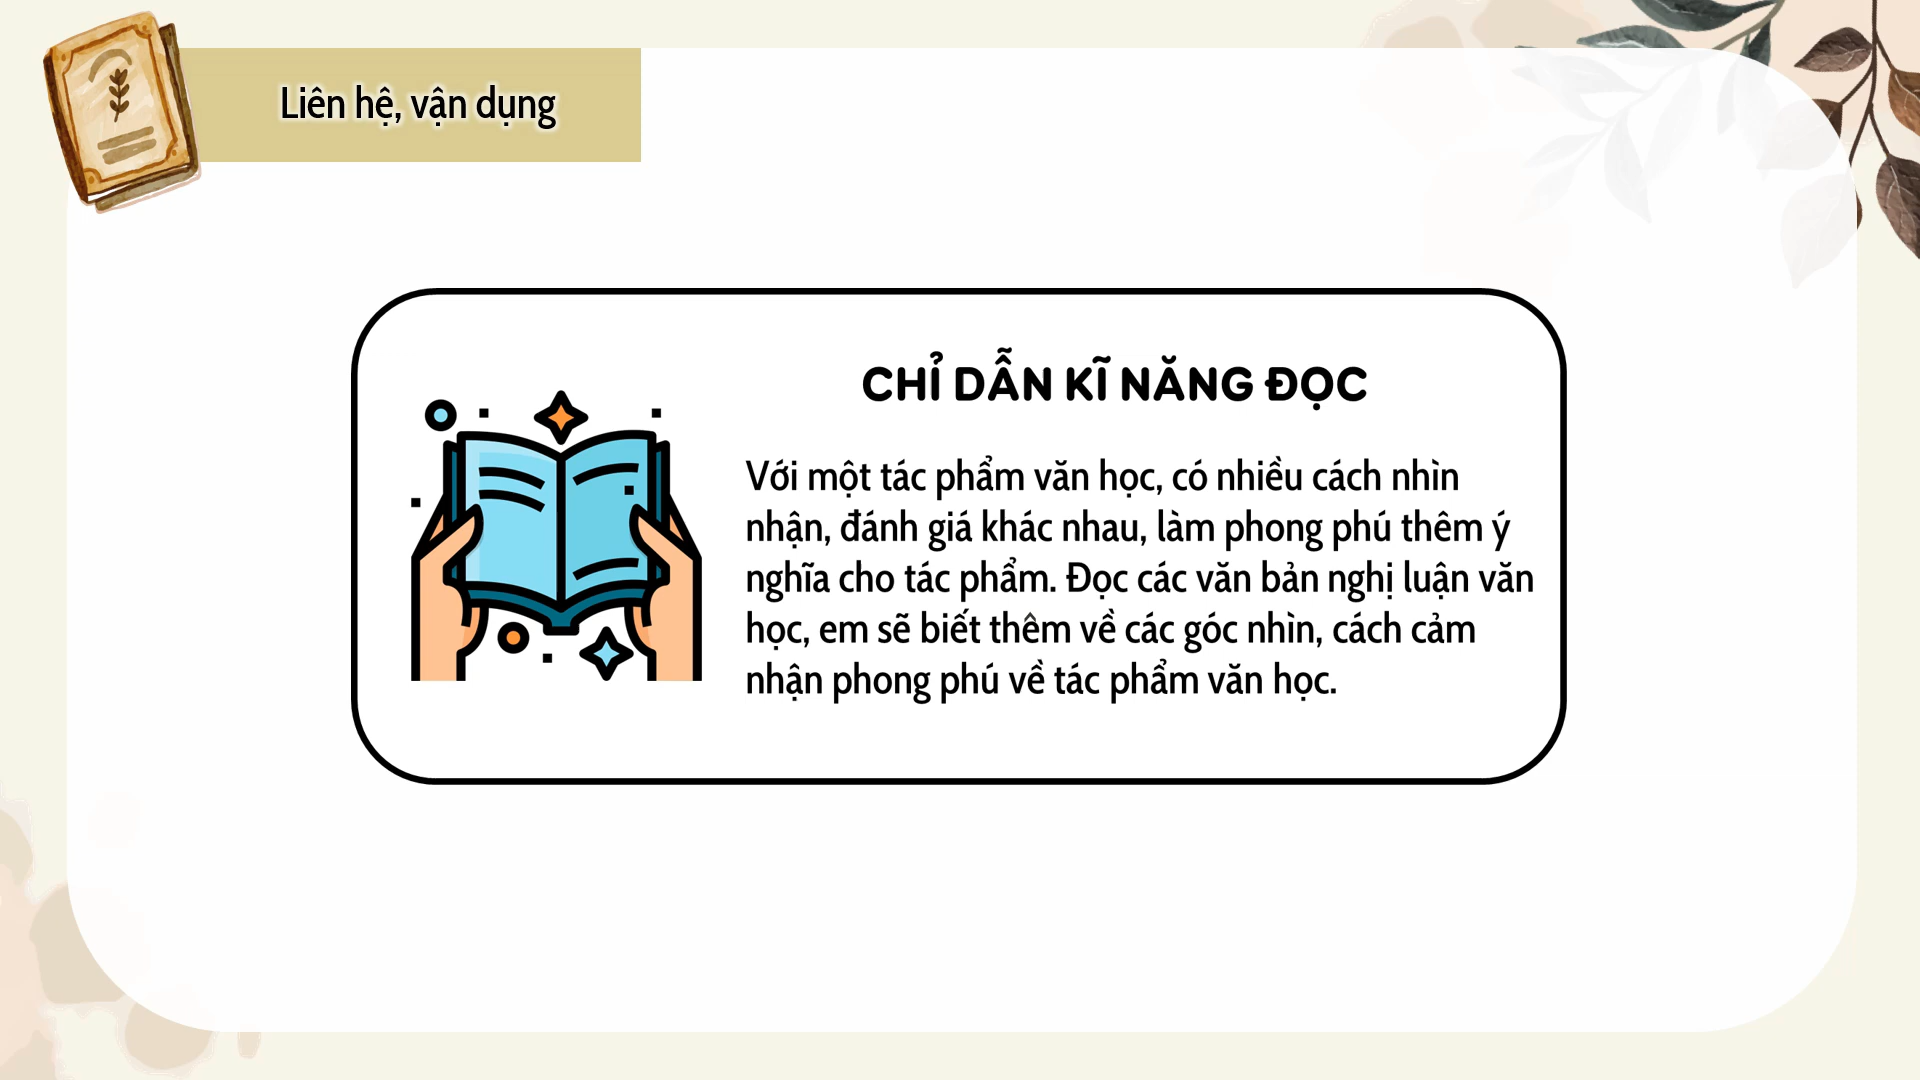 Liên hệ, vận dụng
CHỈ DẪN KĨ NĂNG ĐỌC
Với một tác phẩm văn học, có nhiều cách nhìn
nhận, đánh giá khác nhau, làm phong phú thêm ý
nghĩa cho tác phẩm. Đọc các văn bản nghị luận văn
học, em sẽ biết thêm về các góc nhìn, cách cảm
nhận phong phú về tác phẩm văn học.